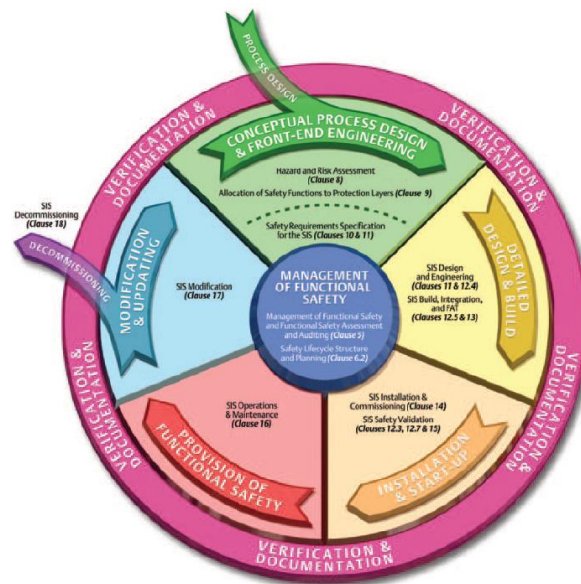 PROCESS DESIGN
CONCEPTUAL PROCESS DESIGN
& FRONT-END ENGINEERING
Hazard and Risk Assessment
(Clause 8)
Allocation of Safety Functions to Protection Layers (Clause 9)
Safety Requirements Specification
for the SIS (Clauses 10 & 11)
VERIFICATION &
DOCUMENTATION
DETAILED
DESIGN & BUILD
SIS Design
and Engineering
(Clauses 11 & 12.4)
SIS Build, Integration,
and FAT
(Clauses 12.5 & 13)
VERIFICATION &
DOCUMENTATION
INSTALLATION
& START-UP
SIS Installation &
Commissioning (Clause 14)
SIS Safety Validation
(Clauses 12.3, 12.7 & 15)
VERIFICATION &
DOCUMENTATION
PROVISION OF
FUNCTIONAL SAFETY
SIS Operations
& Maintenance
(Clause 16)
VERIFICATION &
DOCUMENTATION
MODIFICATION
& UPDATING
SIS Modification
(Clause 17)
SIS
Decommissioning
(Clause 18)
DECOMMISSIONING
VERIFICATION &
DOCUMENTATION
MANAGEMENT
OF FUNCTIONAL
SAFETY
Management of Functional Safety
and Functional Safety Assessment
and Auditing (Clause 5)
Safety Lifecycle Structure
and Planning (Clause 6.2)